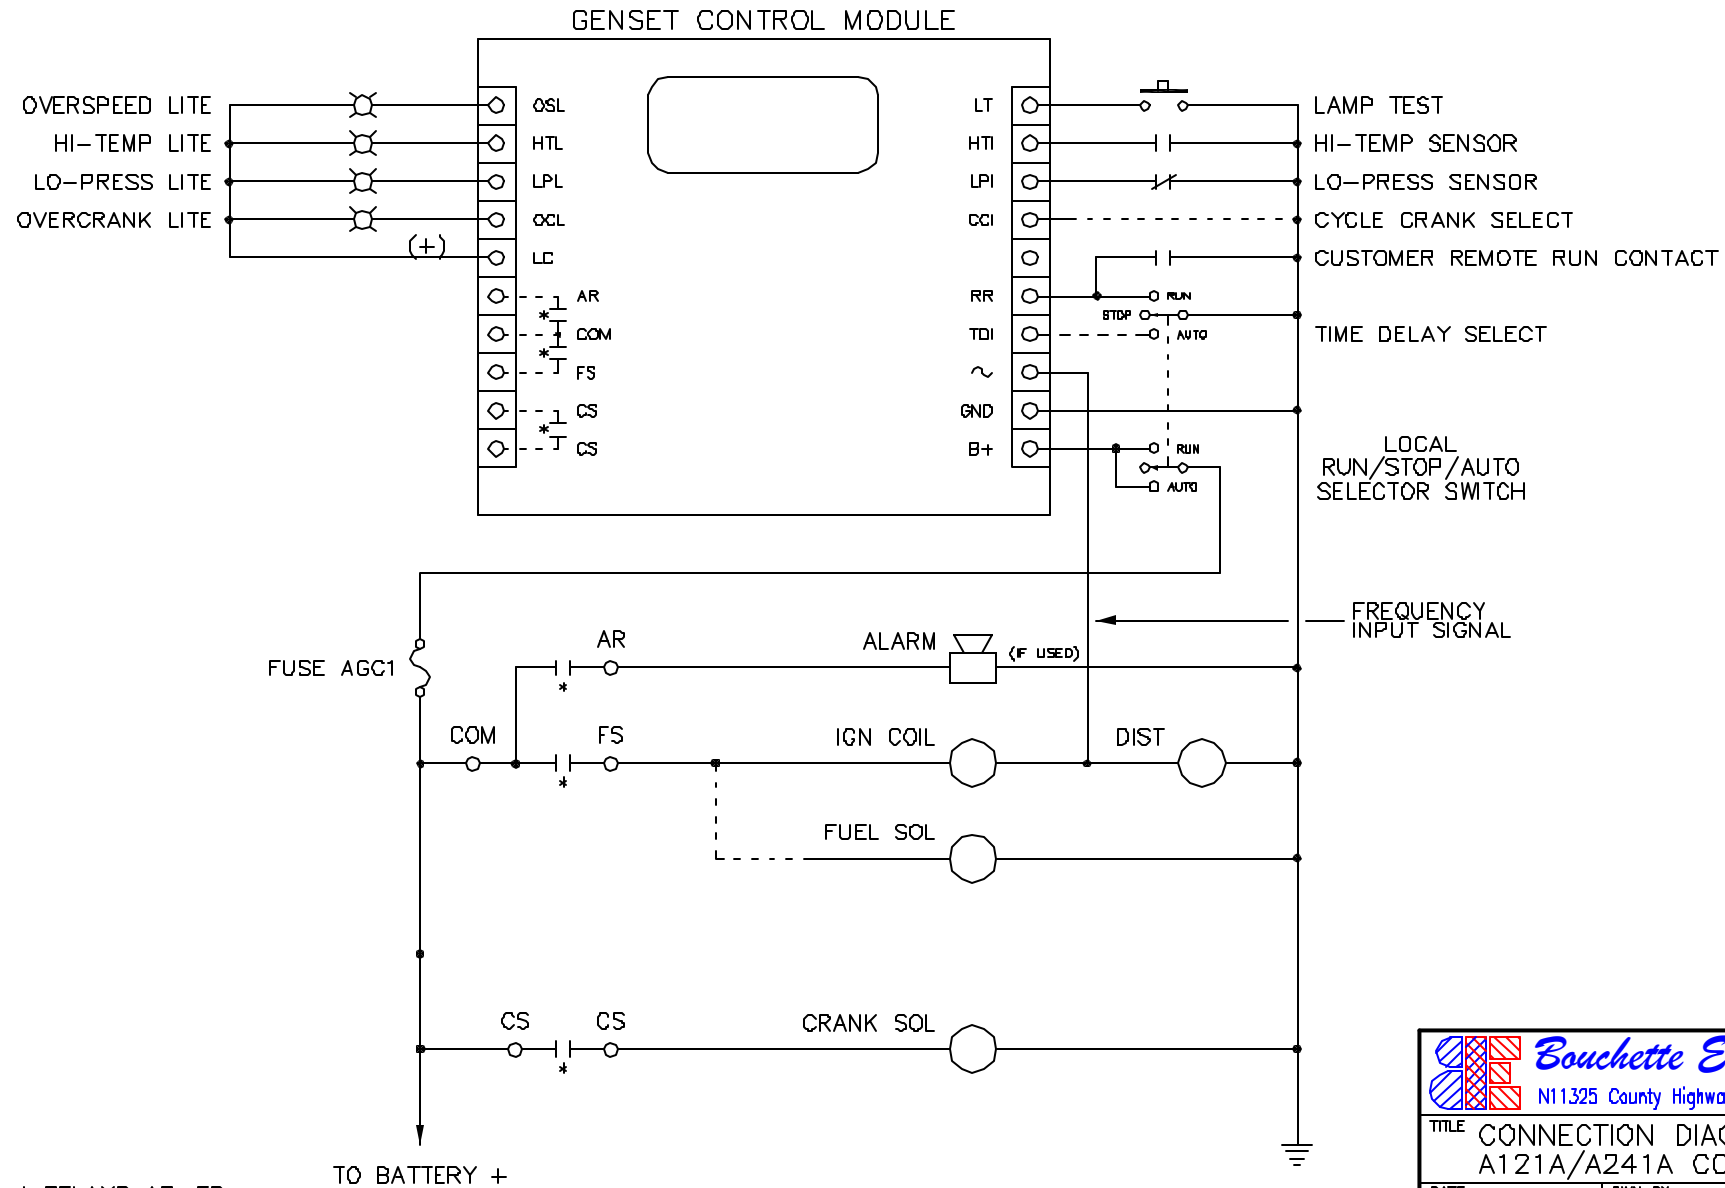 GENSET CONTROL MODULE
OVERSPEED LITE
HI-TEMP LITE
LO-PRESS LITE
OVERCRANK LITE
(+)
OSL
HTL
LPL
OCL
LC
AR
*
COM
*
FS
CS
*
CS
LT
HTI
LPI
CCI
RR
TDI
~
GND
B+
LAMP TEST
HI-TEMP SENSOR
LO-PRESS SENSOR
CYCLE CRANK SELECT
CUSTOMER REMOTE RUN CONTACT
RUN
STOP
AUTO
TIME DELAY SELECT
RUN
AUTO
LOCAL
RUN/STOP/AUTO
SELECTOR SWITCH
FREQUENCY
INPUT SIGNAL
FUSE AGC1
AR
*
ALARM
(IF USED)
COM
FS
*
IGN COIL
DIST
FUEL SOL
CS
CS
*
CRANK SOL
TO BATTERY +
Bouchette E
N11325 County Highwa
TITLE
CONNECTION DIAG
A121A/A241A CO